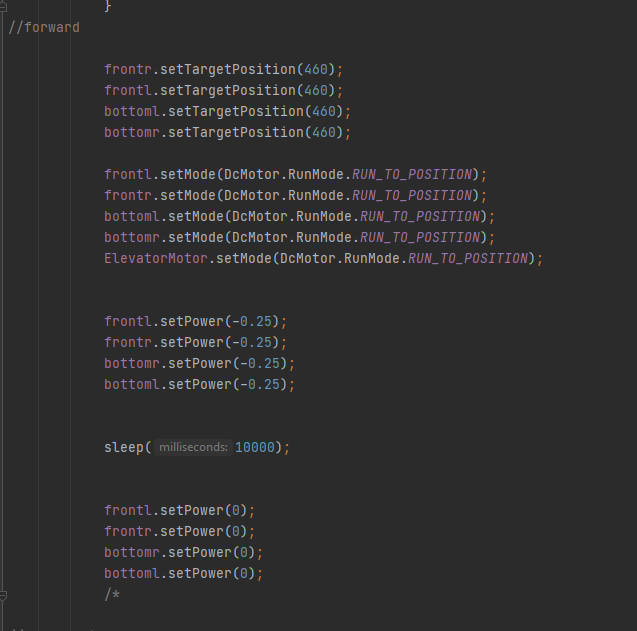 }
//forward
frontr.setTargetPosition(460);
frontl.setTargetPosition(460);
bottoml.setTargetPosition(460);
bottomr.setTargetPosition(460);
frontl.setMode(DcMotor.RunMode.RUN_TO_POSITION);
frontr.setMode(DcMotor.RunMode.RUN_TO_POSITION);
bottoml.setMode(DcMotor.RunMode.RUN_TO_POSITION);
bottomr.setMode(DcMotor.RunMode.RUN_TO_POSITION);
ElevatorMotor.setMode(DcMotor.RunMode.RUN_TO_POSITION);
frontl.setPower(-0.25);
frontr.setPower(-0.25);
bottomr.setPower(-0.25);
bottoml.setPower(-0.25);
sleep( milliseconds: 10000);
frontl.setPower(0);
frontr.setPower(0);
bottomr.setPower(0);
bottoml.setPower(0);
/*